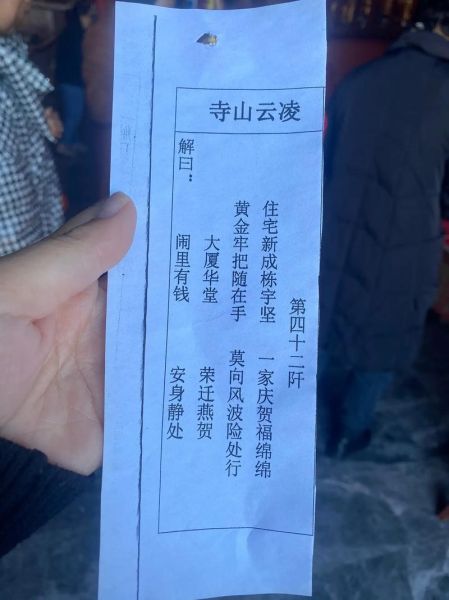 凌云山寺
第四十二阡
住宅新成栋宇坚 一家庆贺福绵绵
黄金牢把随在手 莫向风波险处行
解曰：
大厦华堂 荣迁燕贺
闹里有钱 安身静处